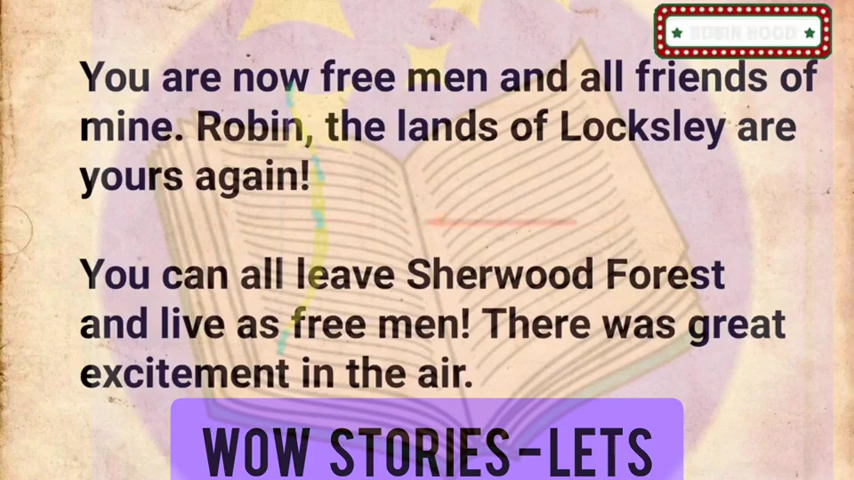 ROBIN HOOD
You are now free men and all friends of
mine. Robin, the lands of Locksley are
yours again!
You can all leave Sherwood Forest
and live as free men! There was great
excitement in the air.
WOW STORIES-LETS